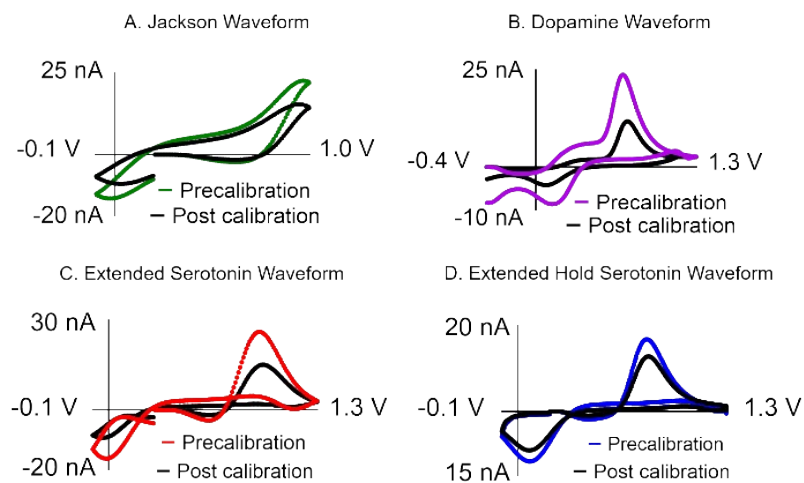 A. Jackson Waveform
25 nA
-0.1 V
1.0 V
-20 nA
Precalibration
Post calibration
B. Dopamine Waveform
25 nA
-0.4 V
1.3 V
-10 nA
Precalibration
Post calibration
C. Extended Serotonin Waveform
30 nA
-0.1 V
1.3 V
-20 nA
Precalibration
Post calibration
D. Extended Hold Serotonin Waveform
20 nA
-0.1 V
1.3 V
15 nA
Precalibration
Post calibration